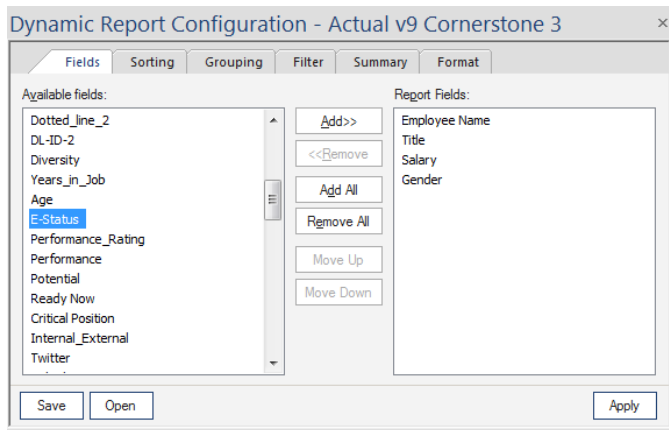 Dynamic Report Configuration - Actual v9 Cornerstone 3
Fields Sorting Grouping Filter Summary Format
Available fields:
Dotted_line_2
DL-ID-2
Diversity
Years_in_Job
Age
E-Status
Performance_Rating
Performance
Potential
Ready Now
Critical Position
Internal_External
Twitter
Add>>
<<Remove
Add All
Remove All
Move Up
Move Down
Report Fields:
Employee Name
Title
Salary
Gender
Save Open Apply